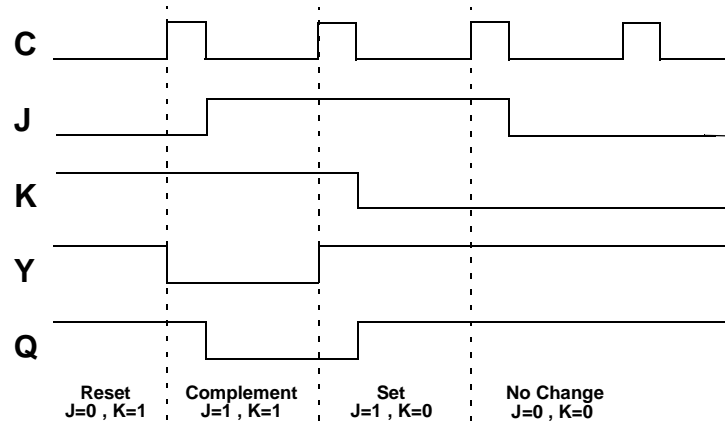 C
J
K
Y
Q
Reset Complement Set No Change
J=0 , K=1 J=1 , K=1 J=1 , K=0 J=0 , K=0